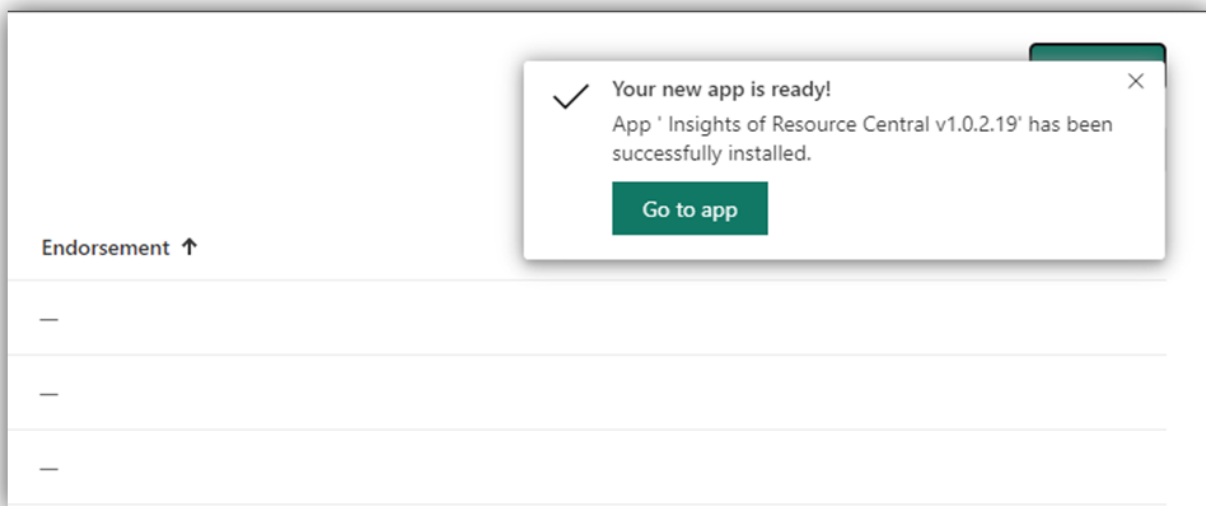 Your new app is ready!
App ' Insights of Resource Central v1.0.2.19' has been
successfully installed.
Go to app
Endorsement ↑
—
—
—